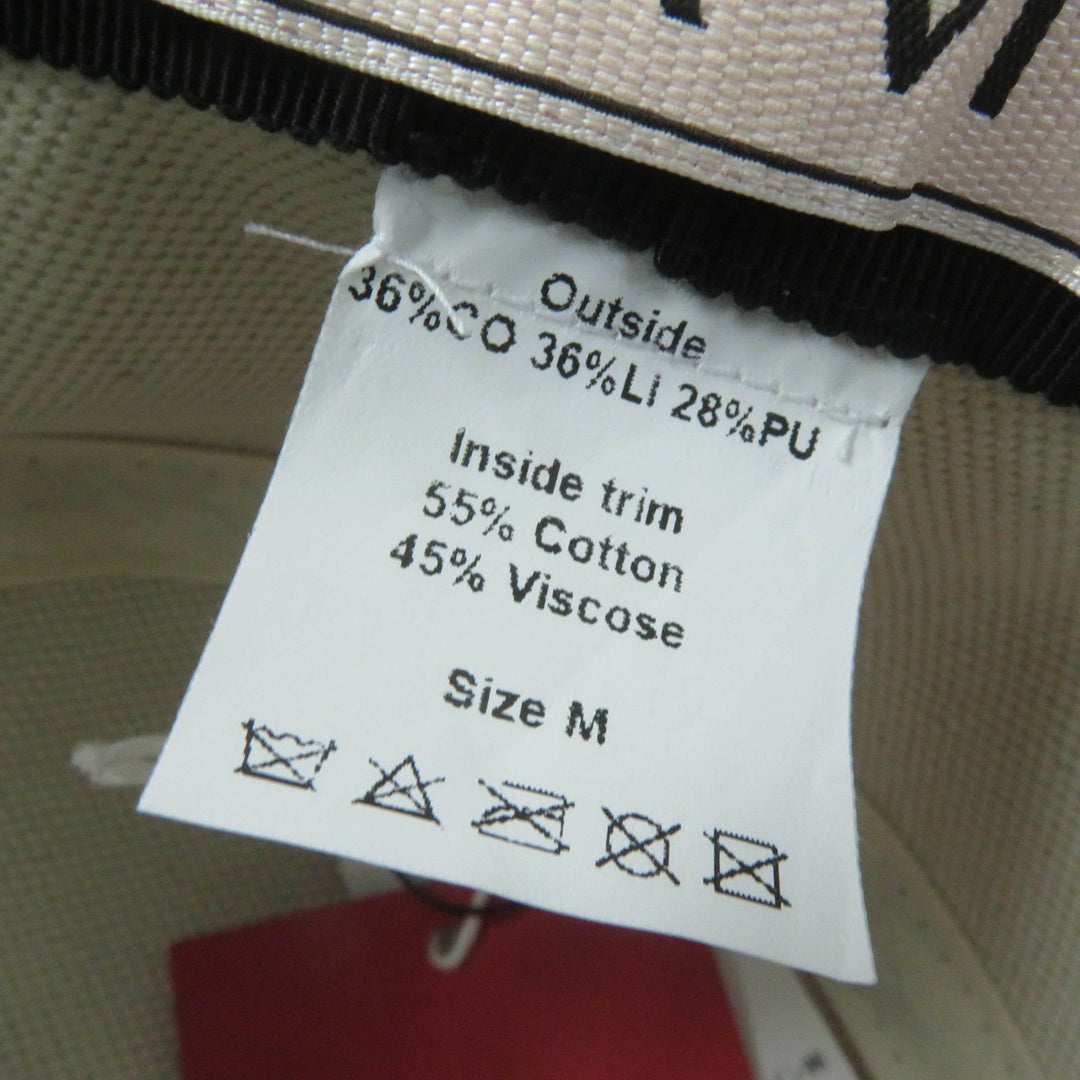 Outside
36%CO 36%Li 28%PU
Inside trim
55% Cotton
45% Viscose
Size M